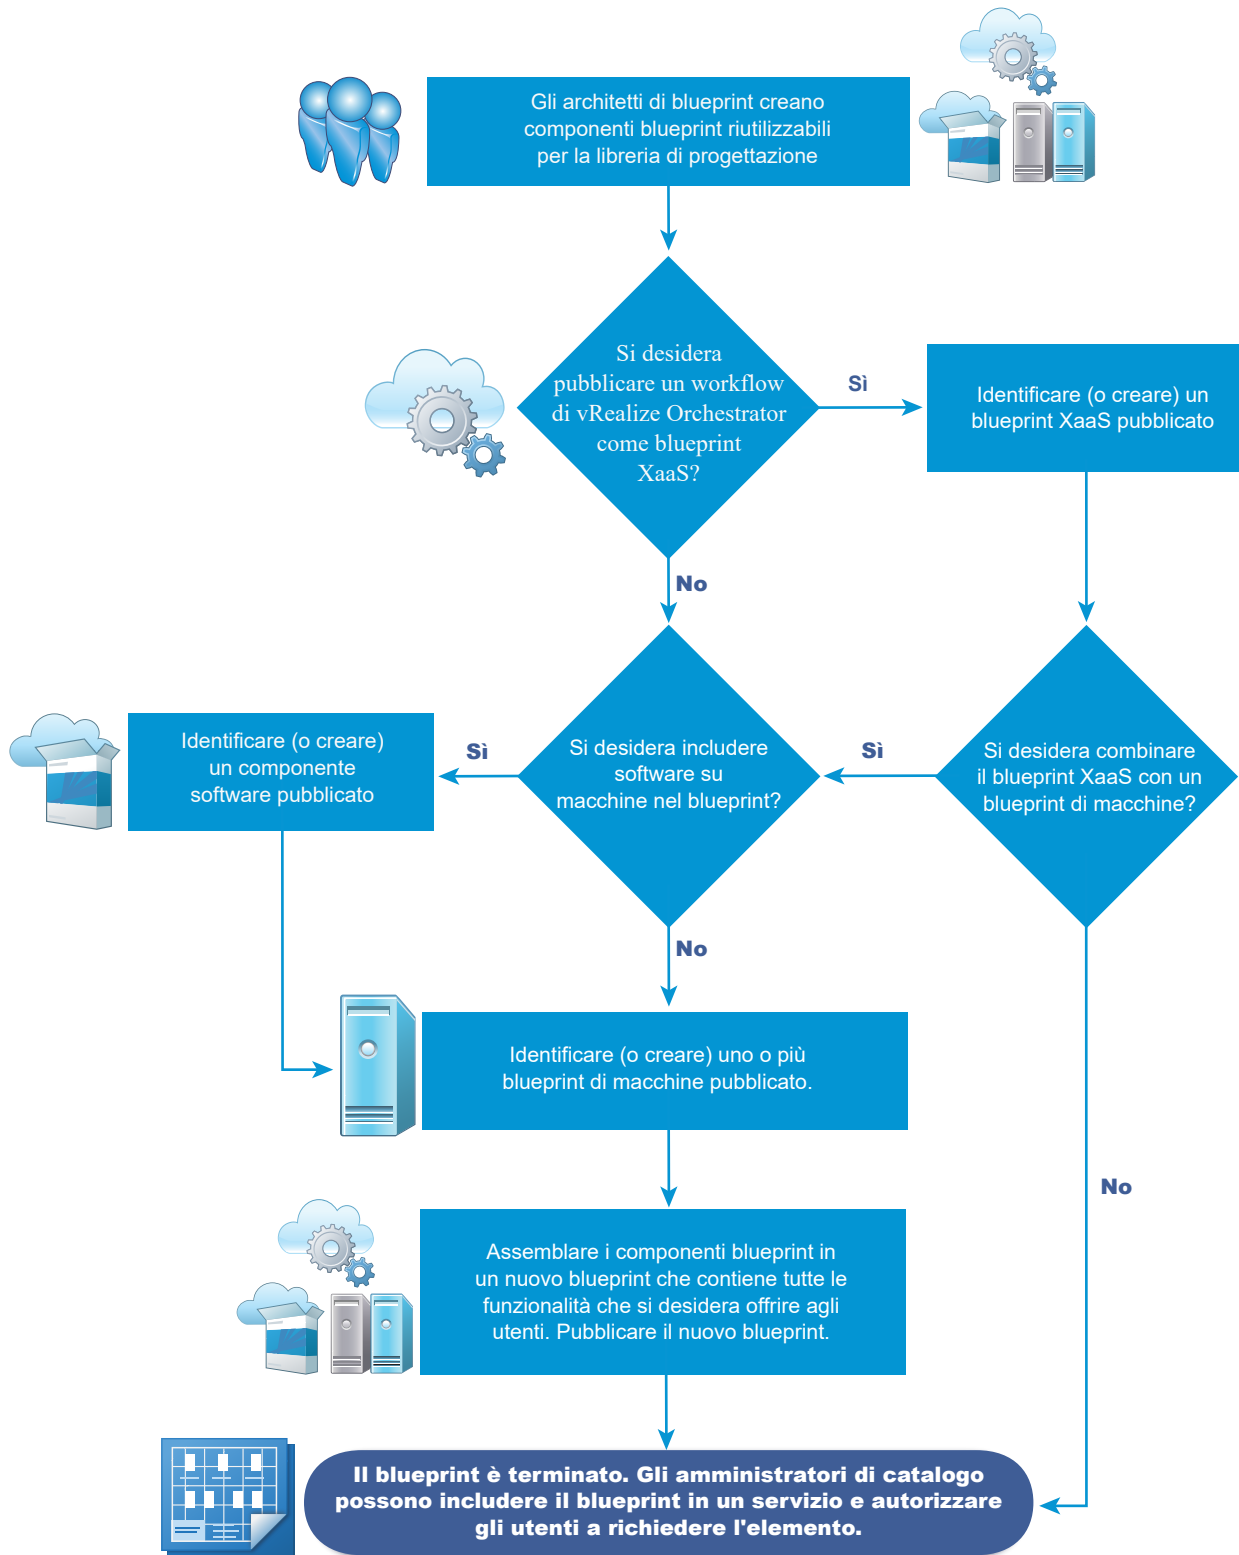 Gli architetti di blueprint creano
componenti blueprint riutilizzabili
per la libreria di progettazione
Si desidera
pubblicare un workflow
di vRealize Orchestrator
come blueprint
XaaS?
Sì
Identificare (o creare) un
blueprint XaaS pubblicato
No
Identificare (o creare)
un componente
software pubblicato
Sì
Si desidera includere
software su
macchine nel blueprint?
Sì
Si desidera combinare
il blueprint XaaS con un
blueprint di macchine?
No
Identificare (o creare) uno o più
blueprint di macchine pubblicato.
No
Assemblare i componenti blueprint in
un nuovo blueprint che contiene tutte le
funzionalità che si desidera offrire agli
utenti. Pubblicare il nuovo blueprint.
Il blueprint è terminato. Gli amministratori di catalogo
possono includere il blueprint in un servizio e autorizzare
gli utenti a richiedere l'elemento.